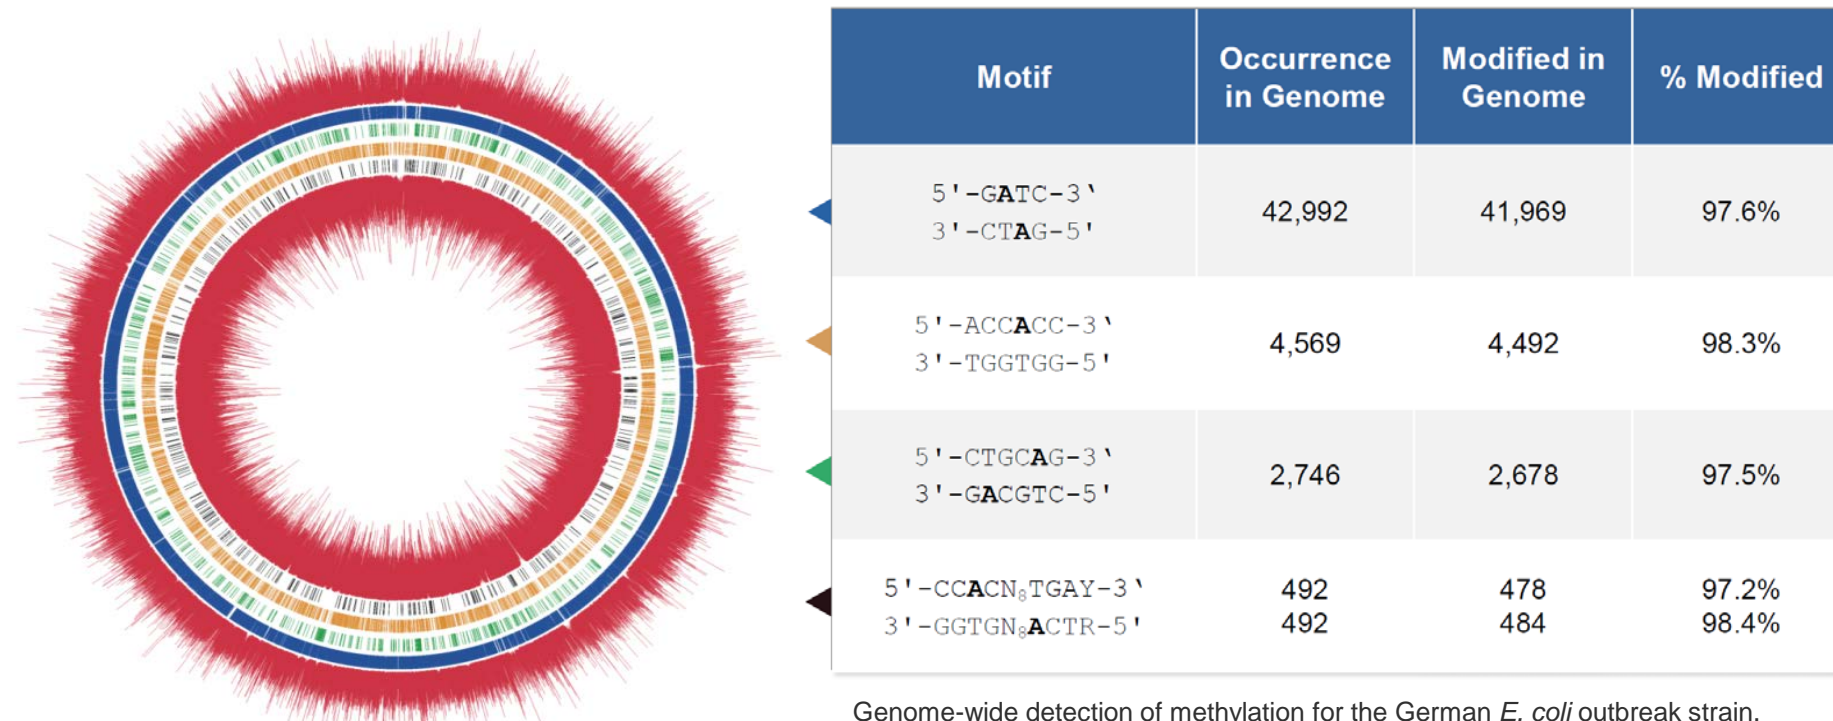 Motif
Occurrence
in Genome
Modified in
Genome
% Modified
5'-GATC-3‘
3'-CTAG-5'
42,992
41,969
97.6%
5'-ACCACC-3‘
3'-TGGTGG-5'
4,569
4,492
98.3%
5'-CTGCAG-3‘
3'-GACGTC-5'
2,746
2,678
97.5%
5'-CCACN₈TGAY-3‘
3'-GGTGN₈ACTR-5'
492
492
478
484
97.2%
98.4%
Genome-wide detection of methylation for the German E. coli outbreak strain.